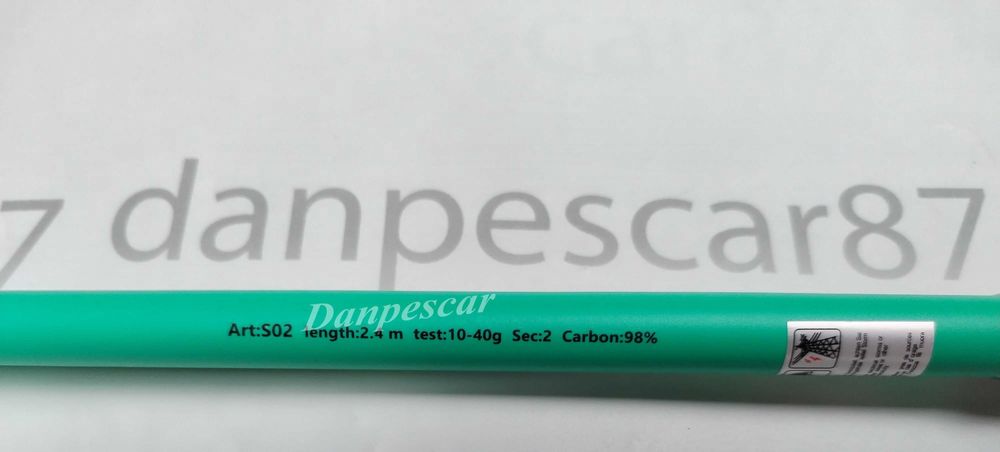 7 danpescar87
Danpescar
Art:S02 length:2.4 m test:10-40g Sec:2 Carbon:98%